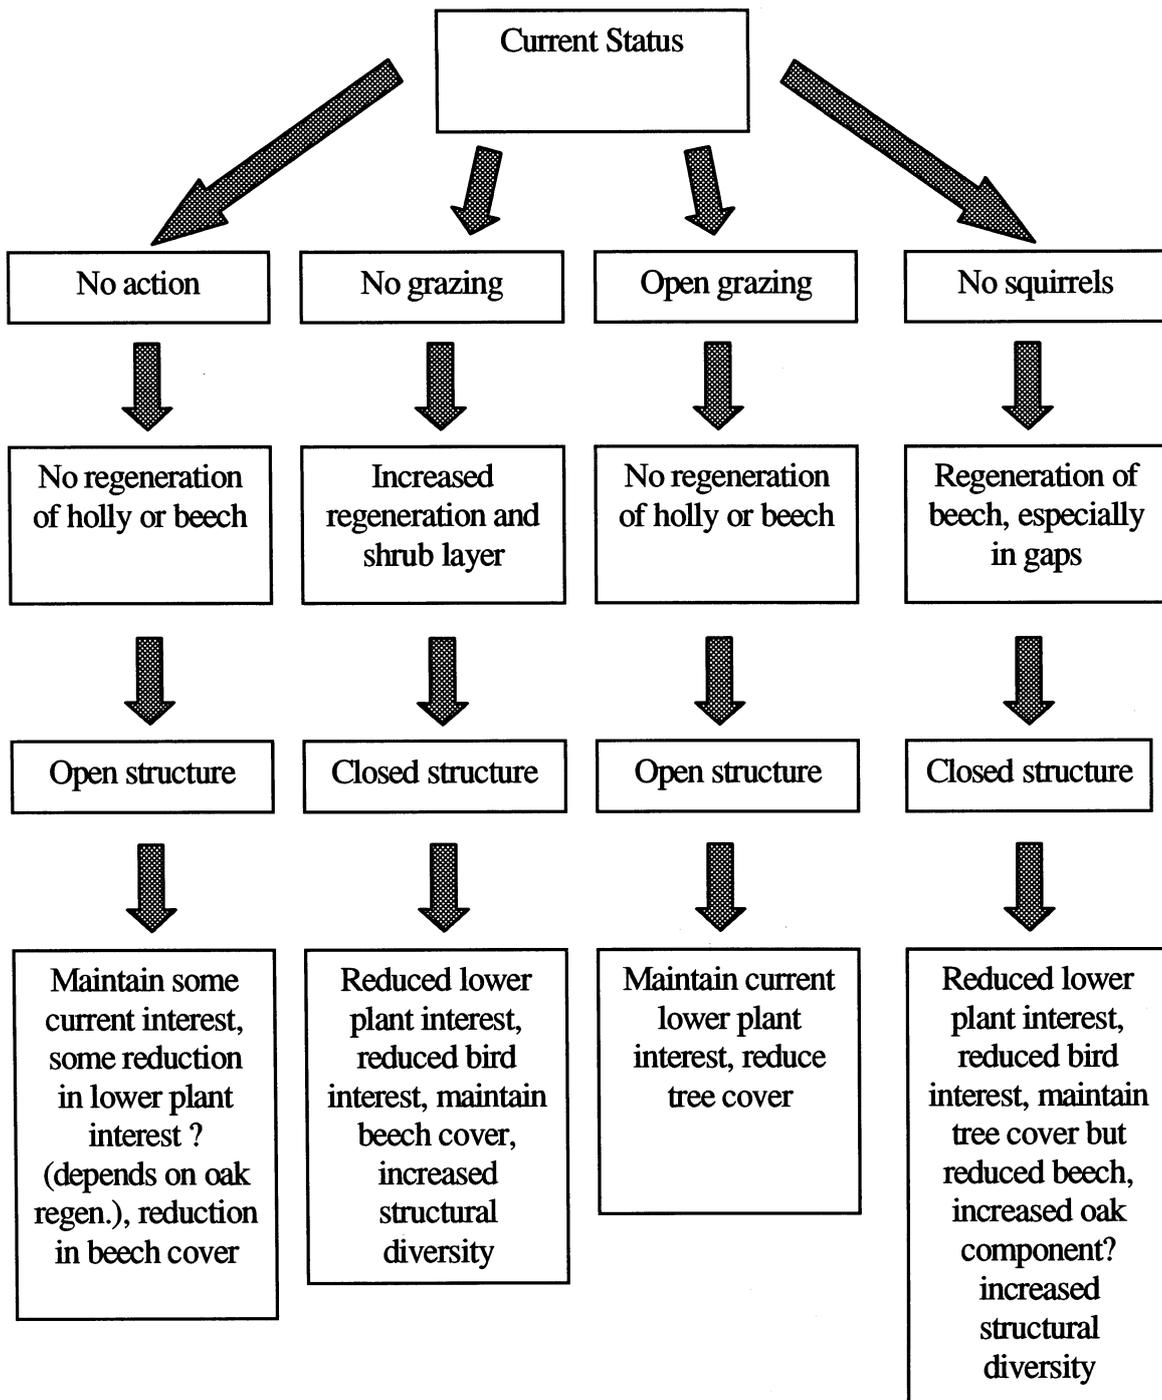 Current Status
No action
No grazing
Open grazing
No squirrels
No regeneration
of holly or beech
Increased
regeneration and
shrub layer
No regeneration
of holly or beech
Regeneration of
beech, especially
in gaps
Open structure
Closed structure
Open structure
Closed structure
Maintain some
current interest,
some reduction
in lower plant
interest ?
(depends on oak
regen.), reduction
in beech cover
Reduced lower
plant interest,
reduced bird
interest, maintain
beech cover,
increased
structural
diversity
Maintain current
lower plant
interest, reduce
tree cover
Reduced lower
plant interest,
reduced bird
interest, maintain
tree cover but
reduced beech,
increased oak
component?
increased
structural
diversity